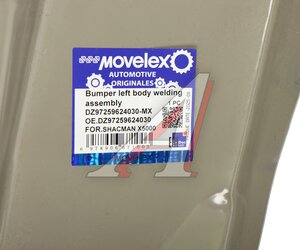 MOVELEX
AUTOMOTIVE
ORIGINALES
Bumper left body welding
assembly
1 PC
DZ97259624030-MX
OE.DZ97259624030
FOR.SHACMAN X5000